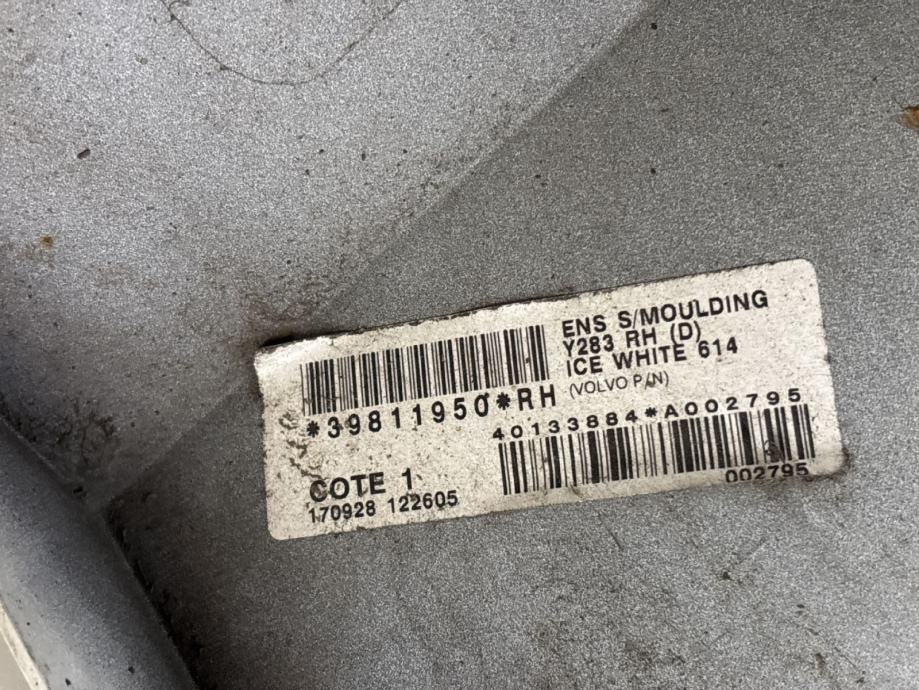 ENS S/MOULDING
Y283 RH (D)
ICE WHITE 614
(VOLVO P/N)
*39811950*RH
40133884*A002795
002795
COTE 1
170928 122605